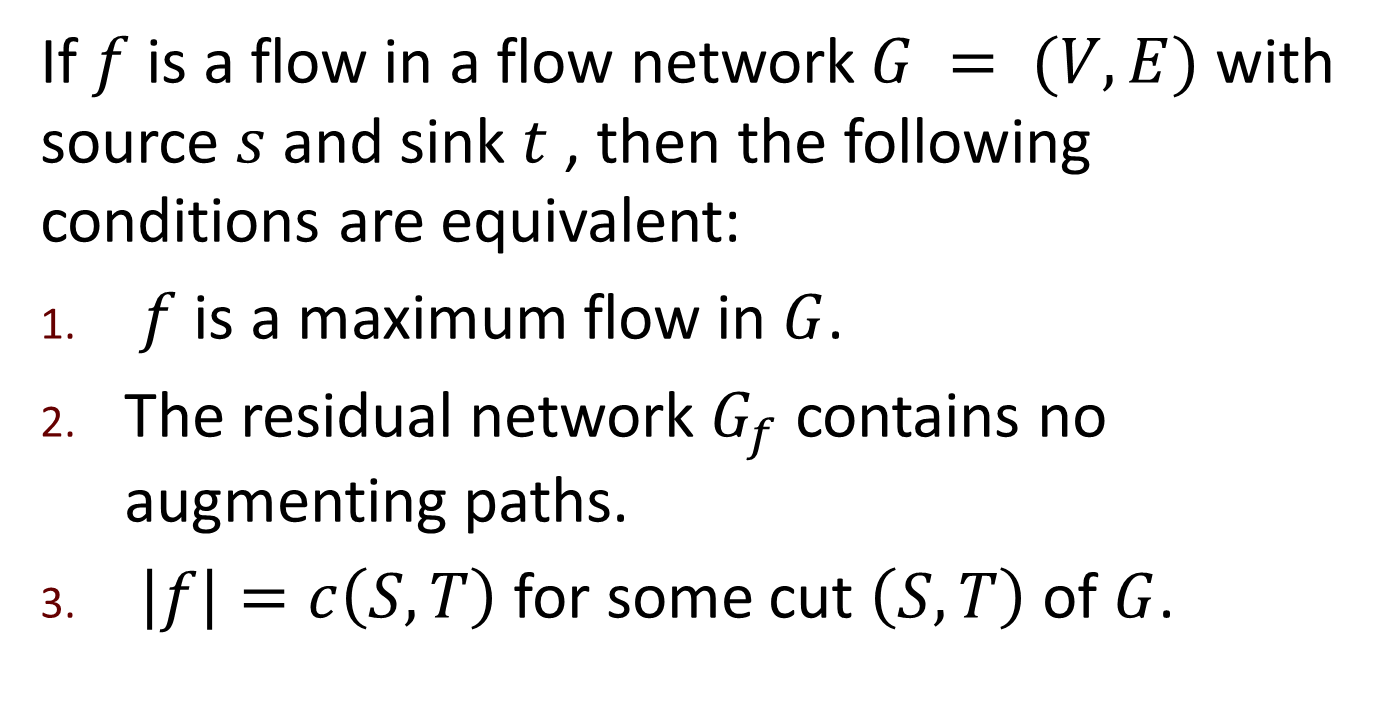 If 𝑓 is a flow in a flow network 𝐺 = (𝑉, 𝐸) with
source 𝑠 and sink 𝑡 , then the following
conditions are equivalent:
1. 𝑓 is a maximum flow in 𝐺.
2. The residual network 𝐺𝑓 contains no
augmenting paths.
3. |𝑓| = 𝑐(𝑆, 𝑇) for some cut (𝑆, 𝑇) of 𝐺.